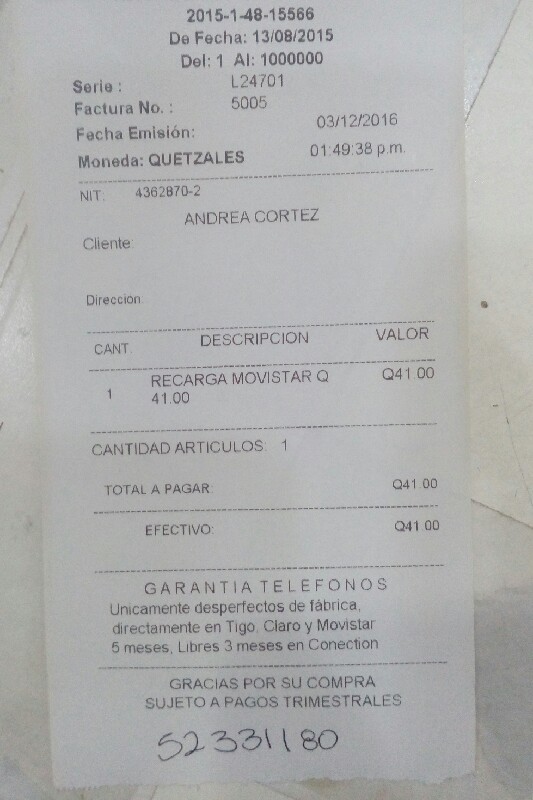 2015-1-48-15566
De Fecha: 13/08/2015
Del: 1 Al: 1000000
Serie : L24701
Factura No. : 5005
Fecha Emisión: 03/12/2016
Moneda: QUETZALES 01:49:38 p.m.
NIT: 4362870-2
ANDREA CORTEZ
Cliente:
Direccion:
CANT. DESCRIPCION VALOR
1 RECARGA MOVISTAR Q Q41.00
41.00
CANTIDAD ARTICULOS: 1
TOTAL A PAGAR: Q41.00
EFECTIVO: Q41.00
GARANTIA TELEFONOS
Unicamente desperfectos de fábrica,
directamente en Tigo, Claro y Movistar
5 meses, Libres 3 meses en Conection
GRACIAS POR SU COMPRA
SUJETO A PAGOS TRIMESTRALES
52331180